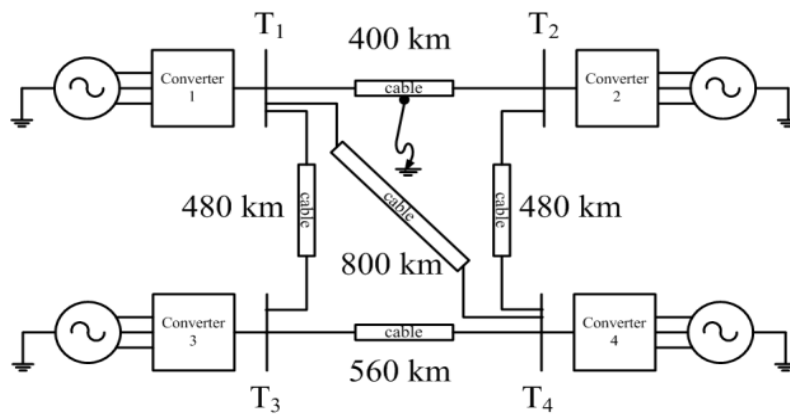 T1
400 km
T2
Converter
1
cable
Converter
2
480 km
cable
cable
cable
480 km
800 km
Converter
3
cable
Converter
4
T3
560 km
T4